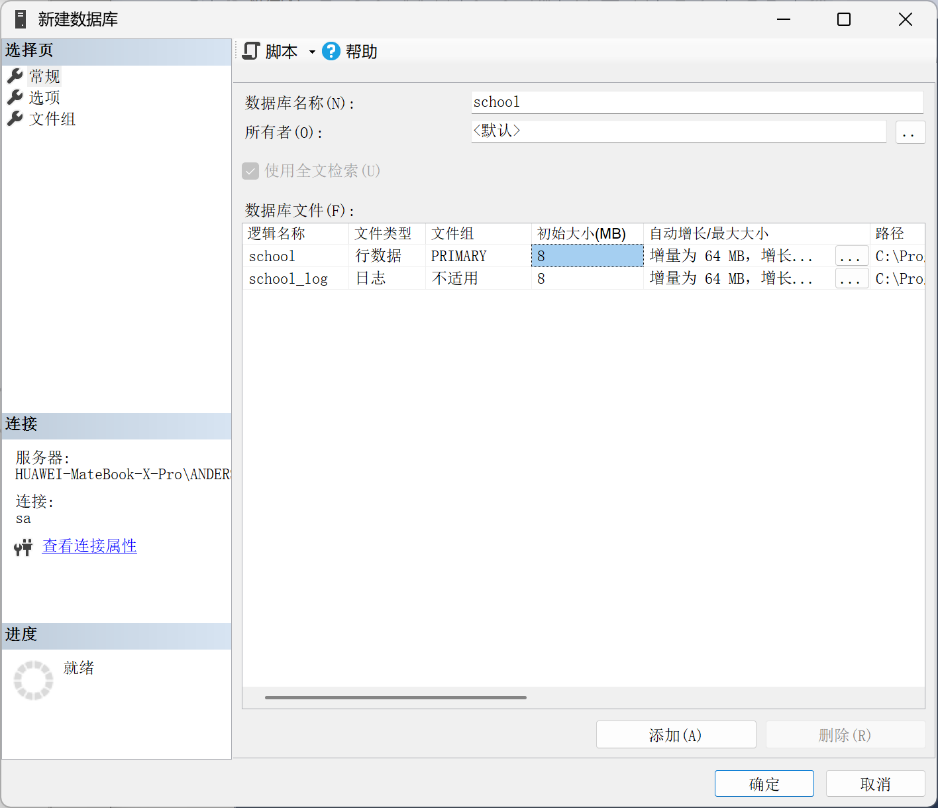 新建数据库
选择页
常规
选项
文件组
连接
服务器:
HUAWEI-MateBook-X-Pro\ANDER
连接:
sa
查看连接属性
进度
就绪
脚本 帮助
数据库名称(N): school
所有者(O): <默认> ..
使用全文检索(U)
数据库文件(F):
逻辑名称 文件类型 文件组 初始大小(MB) 自动增长/最大大小 路径
school 行数据 PRIMARY 8 增量为 64 MB，增长... ... C:\Pro
school_log 日志 不适用 8 增量为 64 MB，增长... ... C:\Pro
添加(A) 删除(R)
确定 取消